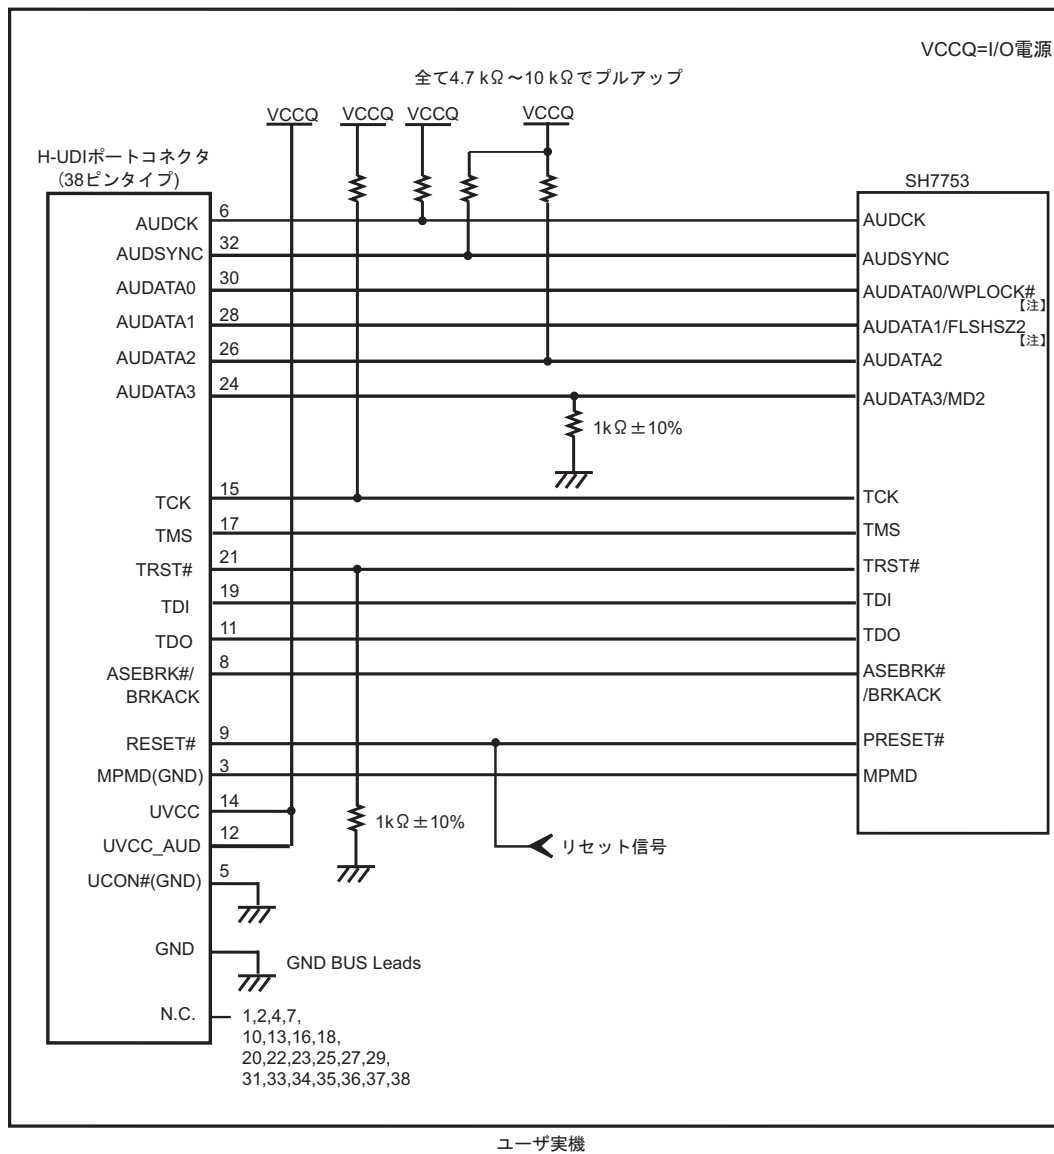 VCCQ=I/O電源
全て4.7 kΩ~10 kΩでプルアップ
VCCQ VCCQ VCCQ VCCQ
H-UDIポートコネクタ
(38ピンタイプ)
SH7753
AUDCK 6 AUDCK
AUDSYNC 32 AUDSYNC
AUDATA0 30 AUDATA0/WPLOCK#
【注】
AUDATA1 28 AUDATA1/FLSHSZ2
【注】
AUDATA2 26 AUDATA2
AUDATA3 24 AUDATA3/MD2
1kΩ±10%
TCK 15 TCK
TMS 17 TMS
TRST# 21 TRST#
TDI 19 TDI
TDO 11 TDO
ASEBRK#/ 8 ASEBRK#
BRKACK /BRKACK
RESET# 9 PRESET#
MPMD(GND) 3 MPMD
UVCC 14
1kΩ±10%
UVCC_AUD 12
リセット信号
UCON#(GND) 5
GND
GND BUS Leads
N.C. 1,2,4,7,
10,13,16,18,
20,22,23,25,27,29,
31,33,34,35,36,37,38
ユーザ実機